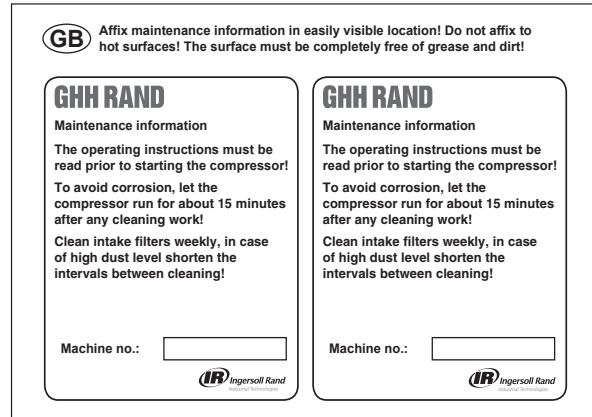 GB
Affix maintenance information in easily visible location! Do not affix to
hot surfaces! The surface must be completely free of grease and dirt!
GHH RAND
Maintenance information
The operating instructions must be
read prior to starting the compressor!
To avoid corrosion, let the
compressor run for about 15 minutes
after any cleaning work!
Clean intake filters weekly, in case
of high dust level shorten the
intervals between cleaning!
Machine no.:
IR Ingersoll Rand
Industrial Technologies
GHH RAND
Maintenance information
The operating instructions must be
read prior to starting the compressor!
To avoid corrosion, let the
compressor run for about 15 minutes
after any cleaning work!
Clean intake filters weekly, in case
of high dust level shorten the
intervals between cleaning!
Machine no.:
IR Ingersoll Rand
Industrial Technologies